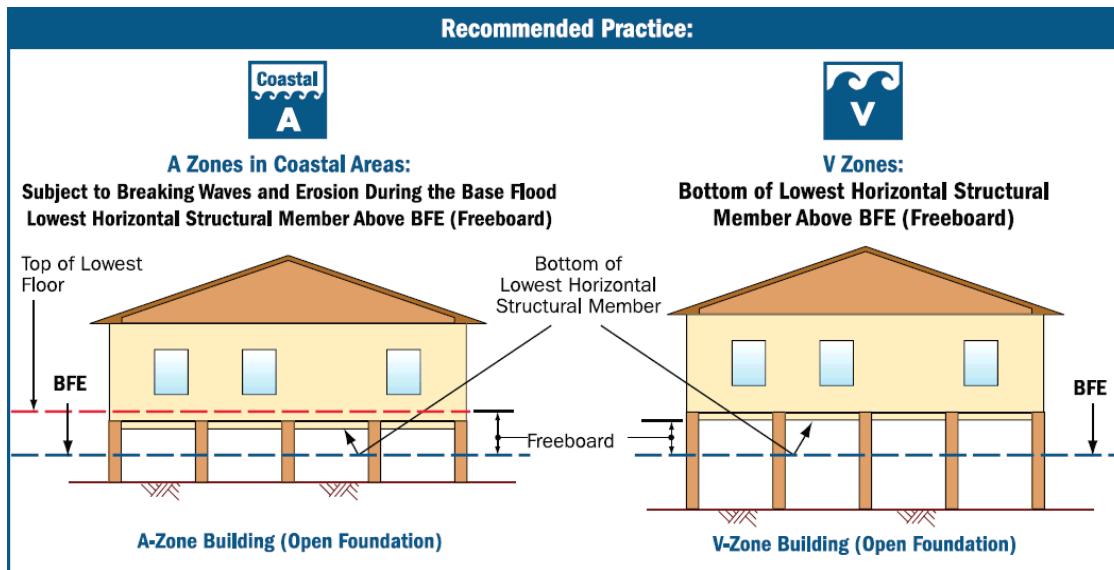 Recommended Practice:
Coastal
A
A Zones in Coastal Areas:
Subject to Breaking Waves and Erosion During the Base Flood
Lowest Horizontal Structural Member Above BFE (Freeboard)
V
V Zones:
Bottom of Lowest Horizontal Structural
Member Above BFE (Freeboard)
Top of Lowest
Floor
Bottom of
Lowest Horizontal
Structural Member
BFE
BFE
Freeboard
A-Zone Building (Open Foundation)
V-Zone Building (Open Foundation)